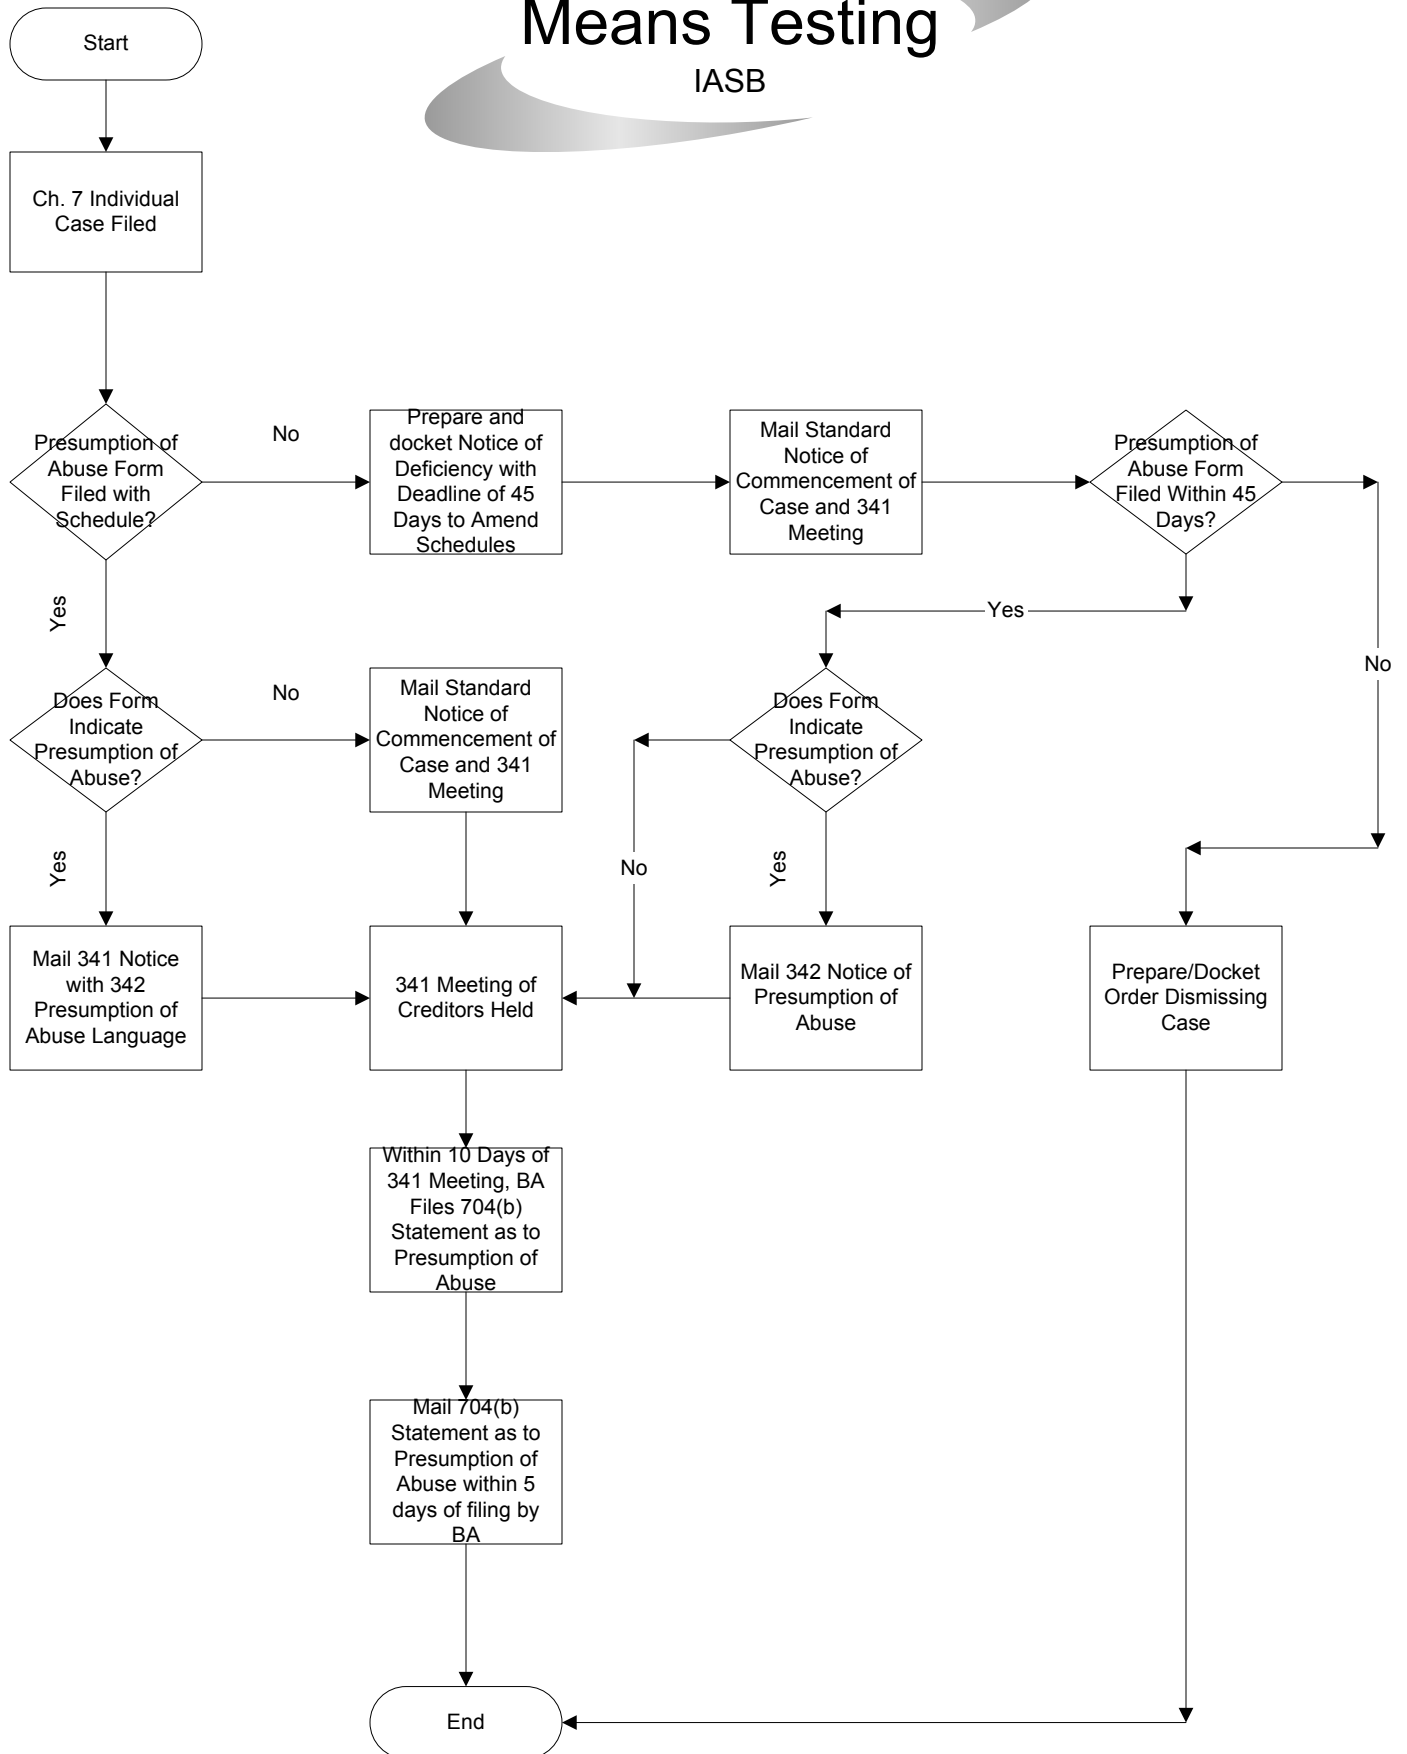 Means Testing
IASB
Start
Ch. 7 Individual
Case Filed
Presumption of
Abuse Form
Filed with
Schedule?
No
Prepare and
docket Notice of
Deficiency with
Deadline of 45
Days to Amend
Schedules
Mail Standard
Notice of
Commencement of
Case and 341
Meeting
Presumption of
Abuse Form
Filed Within 45
Days?
Yes
Yes
No
Does Form
Indicate
Presumption of
Abuse?
No
Mail Standard
Notice of
Commencement of
Case and 341
Meeting
Does Form
Indicate
Presumption of
Abuse?
Yes
No
Yes
Mail 341 Notice
with 342
Presumption of
Abuse Language
341 Meeting of
Creditors Held
Mail 342 Notice of
Presumption of
Abuse
Prepare/Docket
Order Dismissing
Case
Within 10 Days of
341 Meeting, BA
Files 704(b)
Statement as to
Presumption of
Abuse
Mail 704(b)
Statement as to
Presumption of
Abuse within 5
days of filing by
BA
End